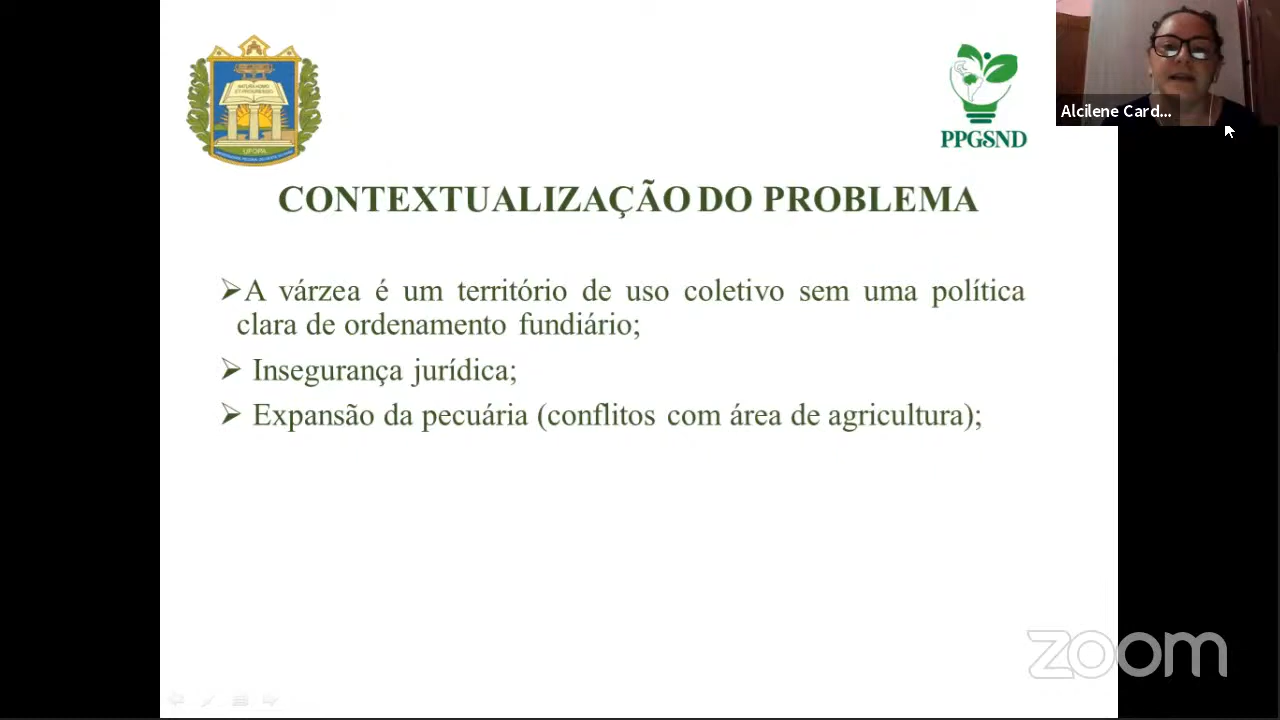 UFOPA
PPGSND
Alcilene Card...
CONTEXTUALIZAÇÃO DO PROBLEMA
➢A várzea é um território de uso coletivo sem uma política
clara de ordenamento fundiário;
➢ Insegurança jurídica;
➢ Expansão da pecuária (conflitos com área de agricultura);
zoom